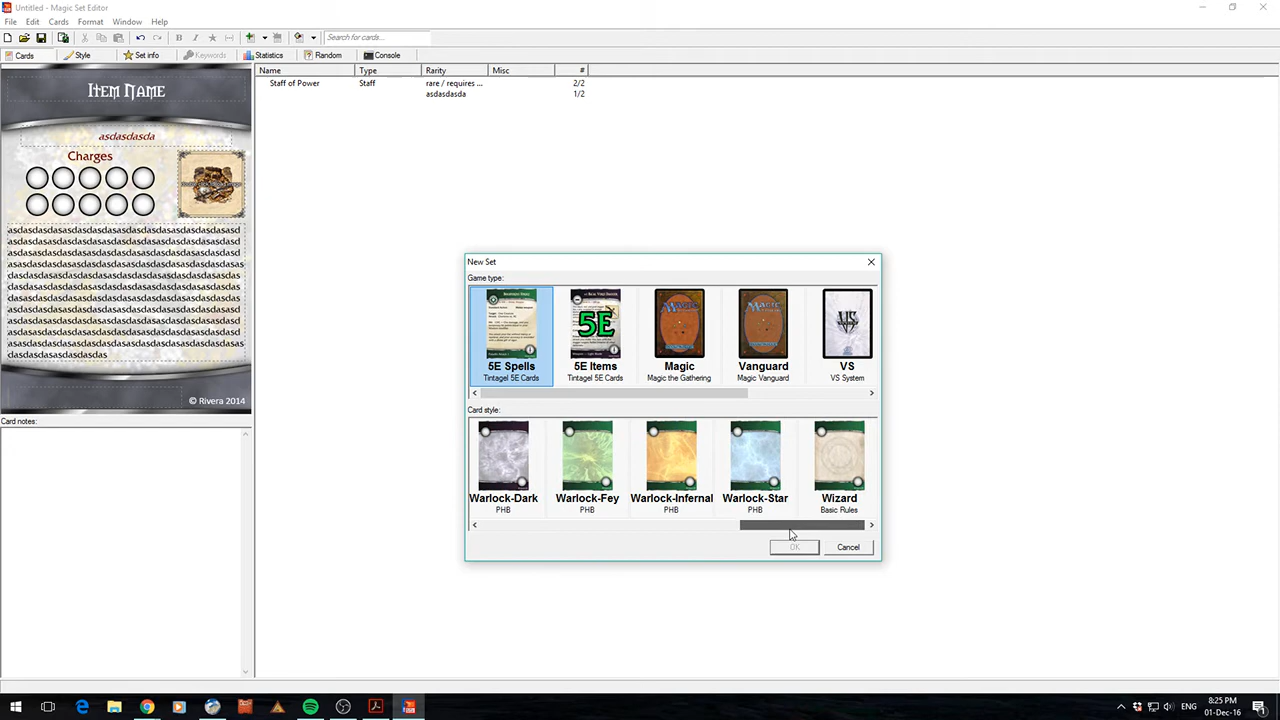 Untitled - Magic Set Editor
File Edit Cards Format Window Help
B I
Search for cards...
Cards Style Set info Keywords Statistics Random Console
Name Type Rarity Misc #
Staff of Power Staff rare / requires ... 2/2
asdasdasda 1/2
Item Name
asdasdasda
Charges
© Rivera 2014
Card notes:
New Set
Game type:
5E
5E Spells 5E Items Magic Vanguard VS
Tintagel 5E Cards Tintagel 5E Cards Magic the Gathering Magic Vanguard VS System
Card style:
Warlock-Dark Warlock-Fey Warlock-Infernal Warlock-Star Wizard
PHB PHB PHB PHB Basic Rules
OK Cancel
8:25 PM
01-Dec-16